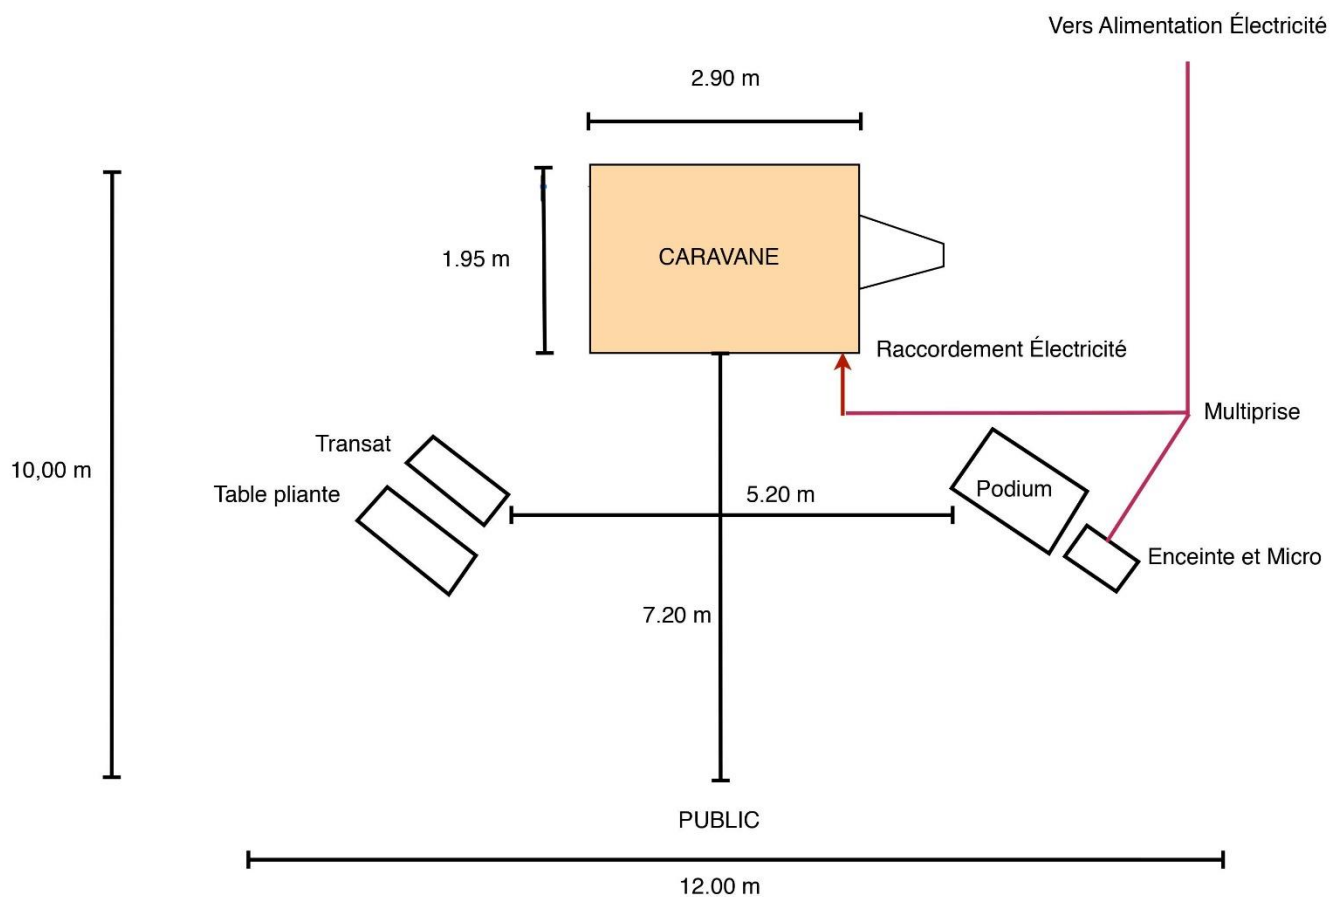 Vers Alimentation Électricité
2.90 m
1.95 m
CARAVANE
Raccordement Électricité
Multiprise
Transat
10,00 m
Table pliante
5.20 m
Podium
Enceinte et Micro
7.20 m
PUBLIC
12.00 m